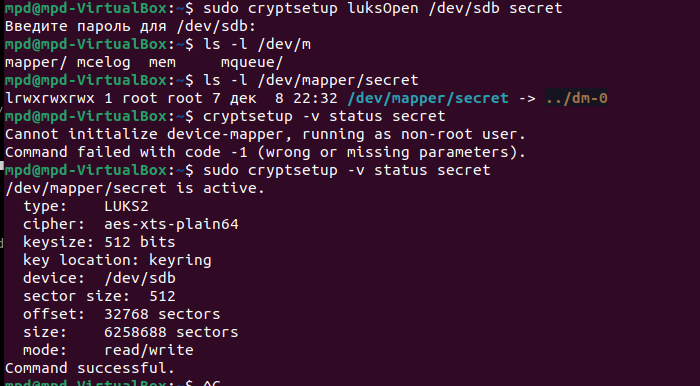 mpd@mpd-VirtualBox:~$ sudo cryptsetup luksOpen /dev/sdb secret
Введите пароль для /dev/sdb:
mpd@mpd-VirtualBox:~$ ls -l /dev/m
mapper/ mcelog  mem     mqueue/
mpd@mpd-VirtualBox:~$ ls -l /dev/mapper/secret
lrwxrwxrwx 1 root root 7 дек  8 22:32 /dev/mapper/secret -> ../dm-0
mpd@mpd-VirtualBox:~$ cryptsetup -v status secret
Cannot initialize device-mapper, running as non-root user.
Command failed with code -1 (wrong or missing parameters).
mpd@mpd-VirtualBox:~$ sudo cryptsetup -v status secret
/dev/mapper/secret is active.
  type:    LUKS2
  cipher:  aes-xts-plain64
  keysize: 512 bits
  key location: keyring
  device:  /dev/sdb
  sector size:  512
  offset:  32768 sectors
  size:    6258688 sectors
  mode:    read/write
Command successful.
mpd@mpd-VirtualBox:~$ ^C